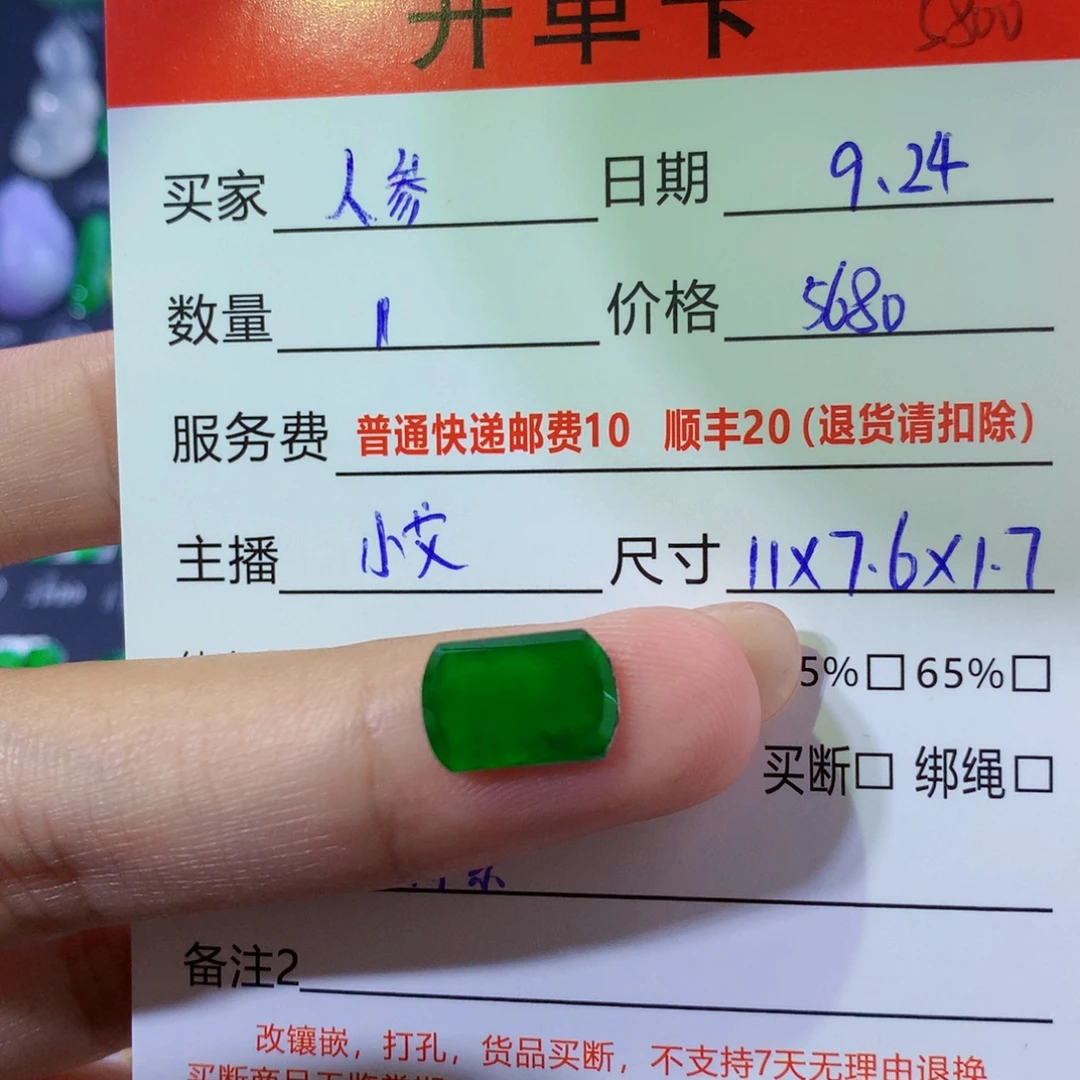 开单卡 5800
买家 人参 日期 9.24
数量 1 价格 5680
服务费 普通快递邮费10 顺丰20(退货请扣除)
主播 小艾 尺寸 11X7.6X1.7
5%□ 65%□
买断□ 绑绳□
备注2
改镶嵌，打孔，货品买断，不支持7天无理由退换